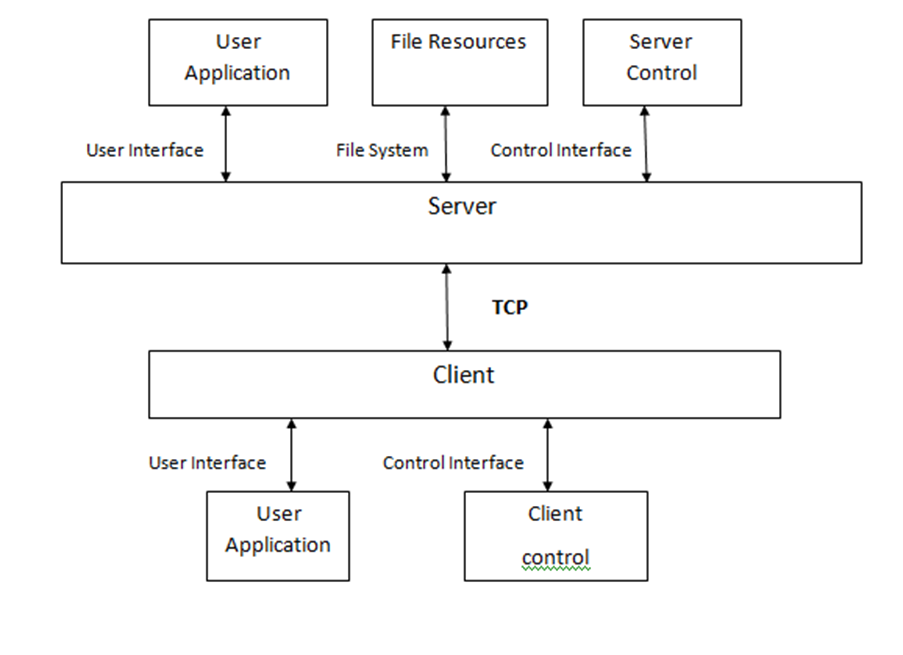 User
Application
File Resources
Server
Control
User Interface
File System
Control Interface
Server
TCP
Client
User Interface
Control Interface
User
Application
Client
control